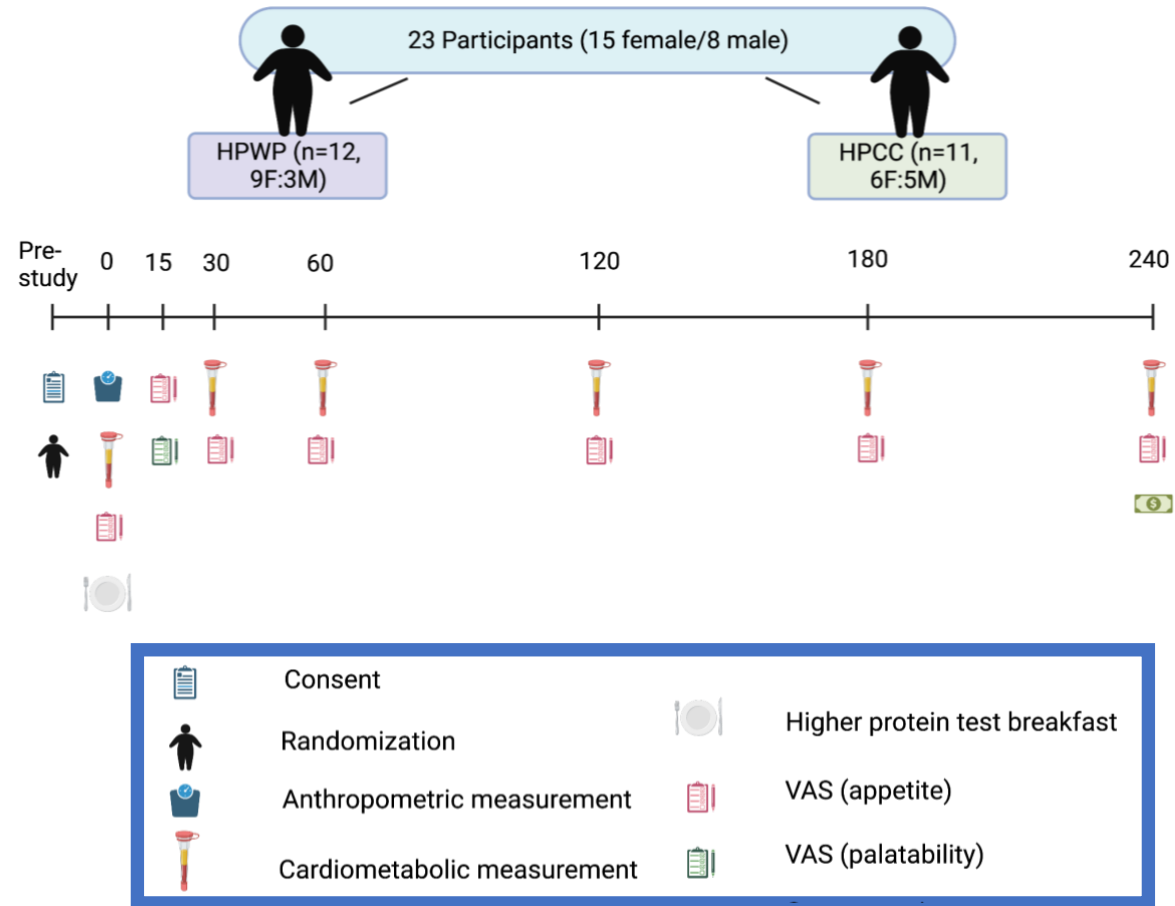 23 Participants (15 female/8 male)
HPWP (n=12,
9F:3M)
HPCC (n=11,
6F:5M)
Pre-
study
0
15
30
60
120
180
240
Consent
Randomization
Anthropometric measurement
Cardiometabolic measurement
Higher protein test breakfast
VAS (appetite)
VAS (palatability)